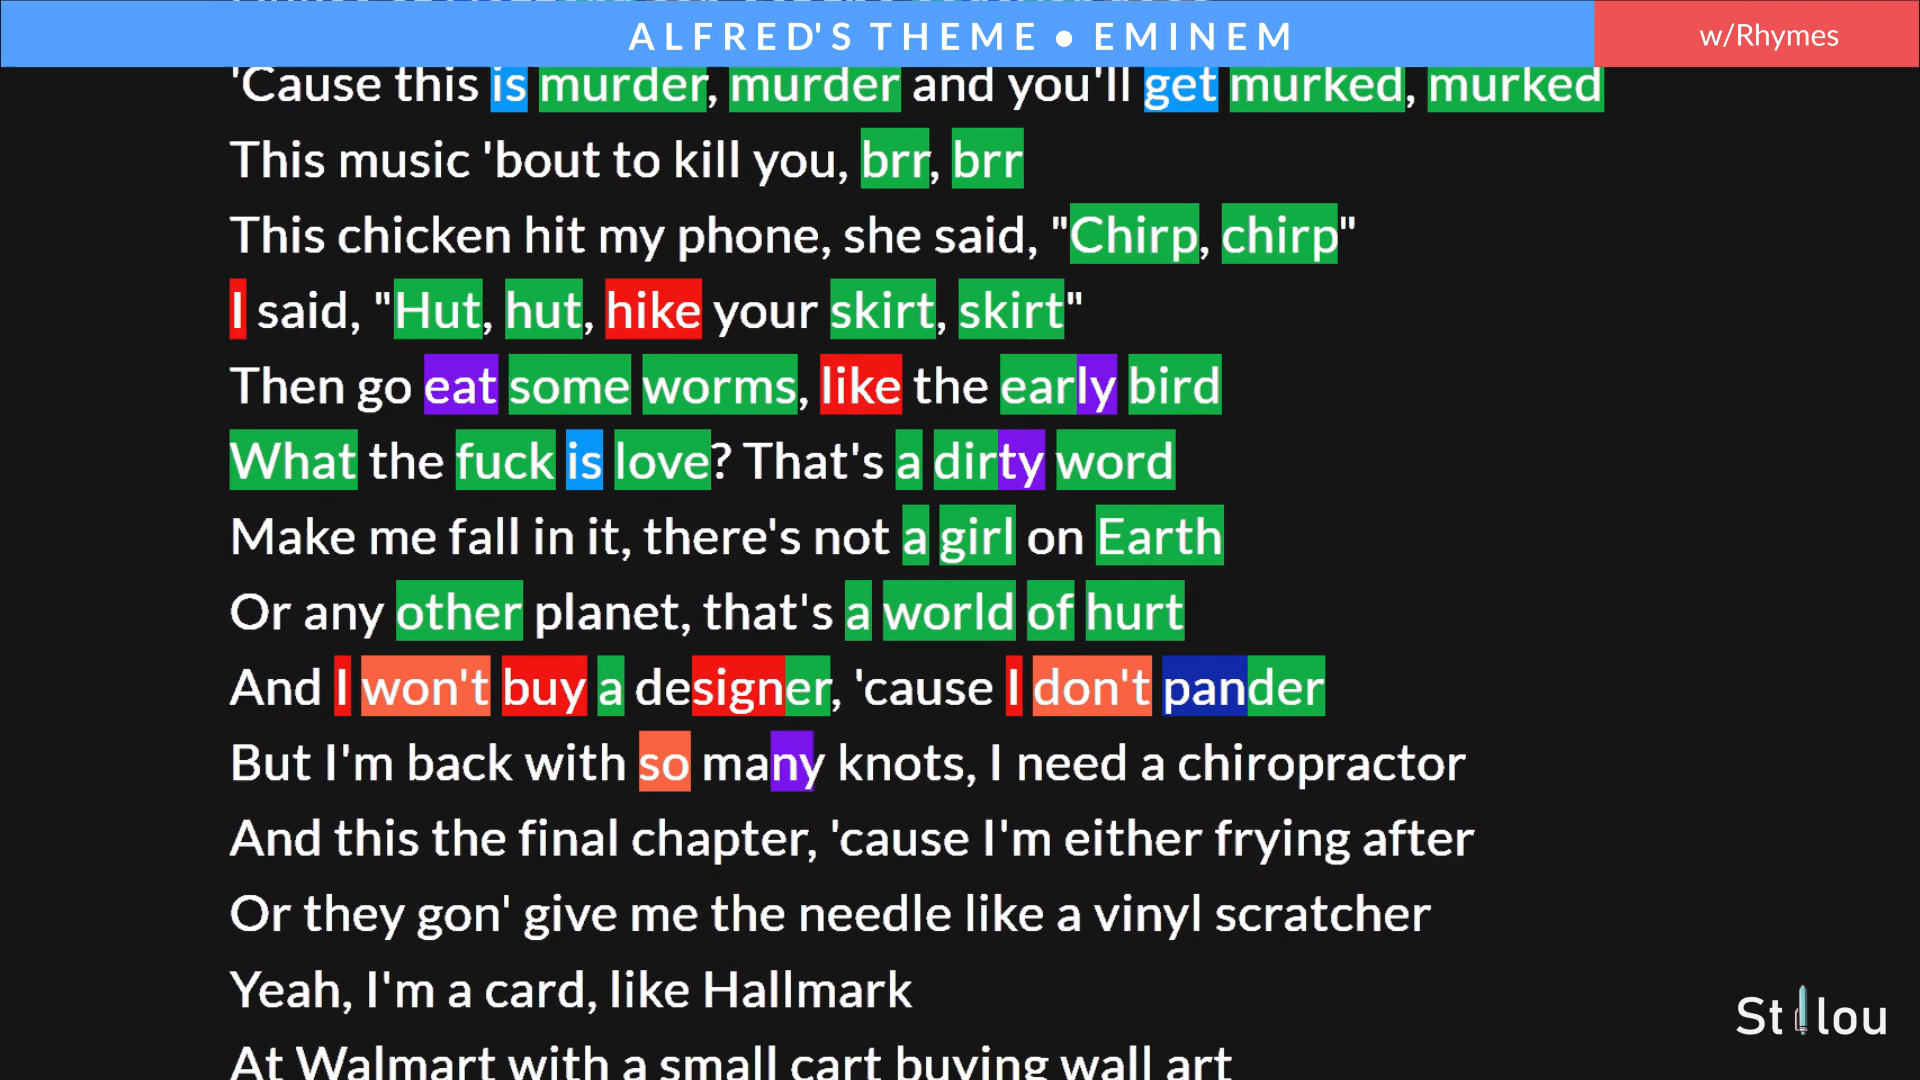 ALFRED'S THEME ● EMINEM
w/Rhymes
'Cause this is murder, murder and you'll get murked, murked
This music 'bout to kill you, brr, brr
This chicken hit my phone, she said, "Chirp, chirp"
I said, "Hut, hut, hike your skirt, skirt"
Then go eat some worms, like the early bird
What the fuck is love? That's a dirty word
Make me fall in it, there's not a girl on Earth
Or any other planet, that's a world of hurt
And I won't buy a designer, 'cause I don't pander
But I'm back with so many knots, I need a chiropractor
And this the final chapter, 'cause I'm either frying after
Or they gon' give me the needle like a vinyl scratcher
Yeah, I'm a card, like Hallmark
At Walmart with a small cart buying wall art
Stilou